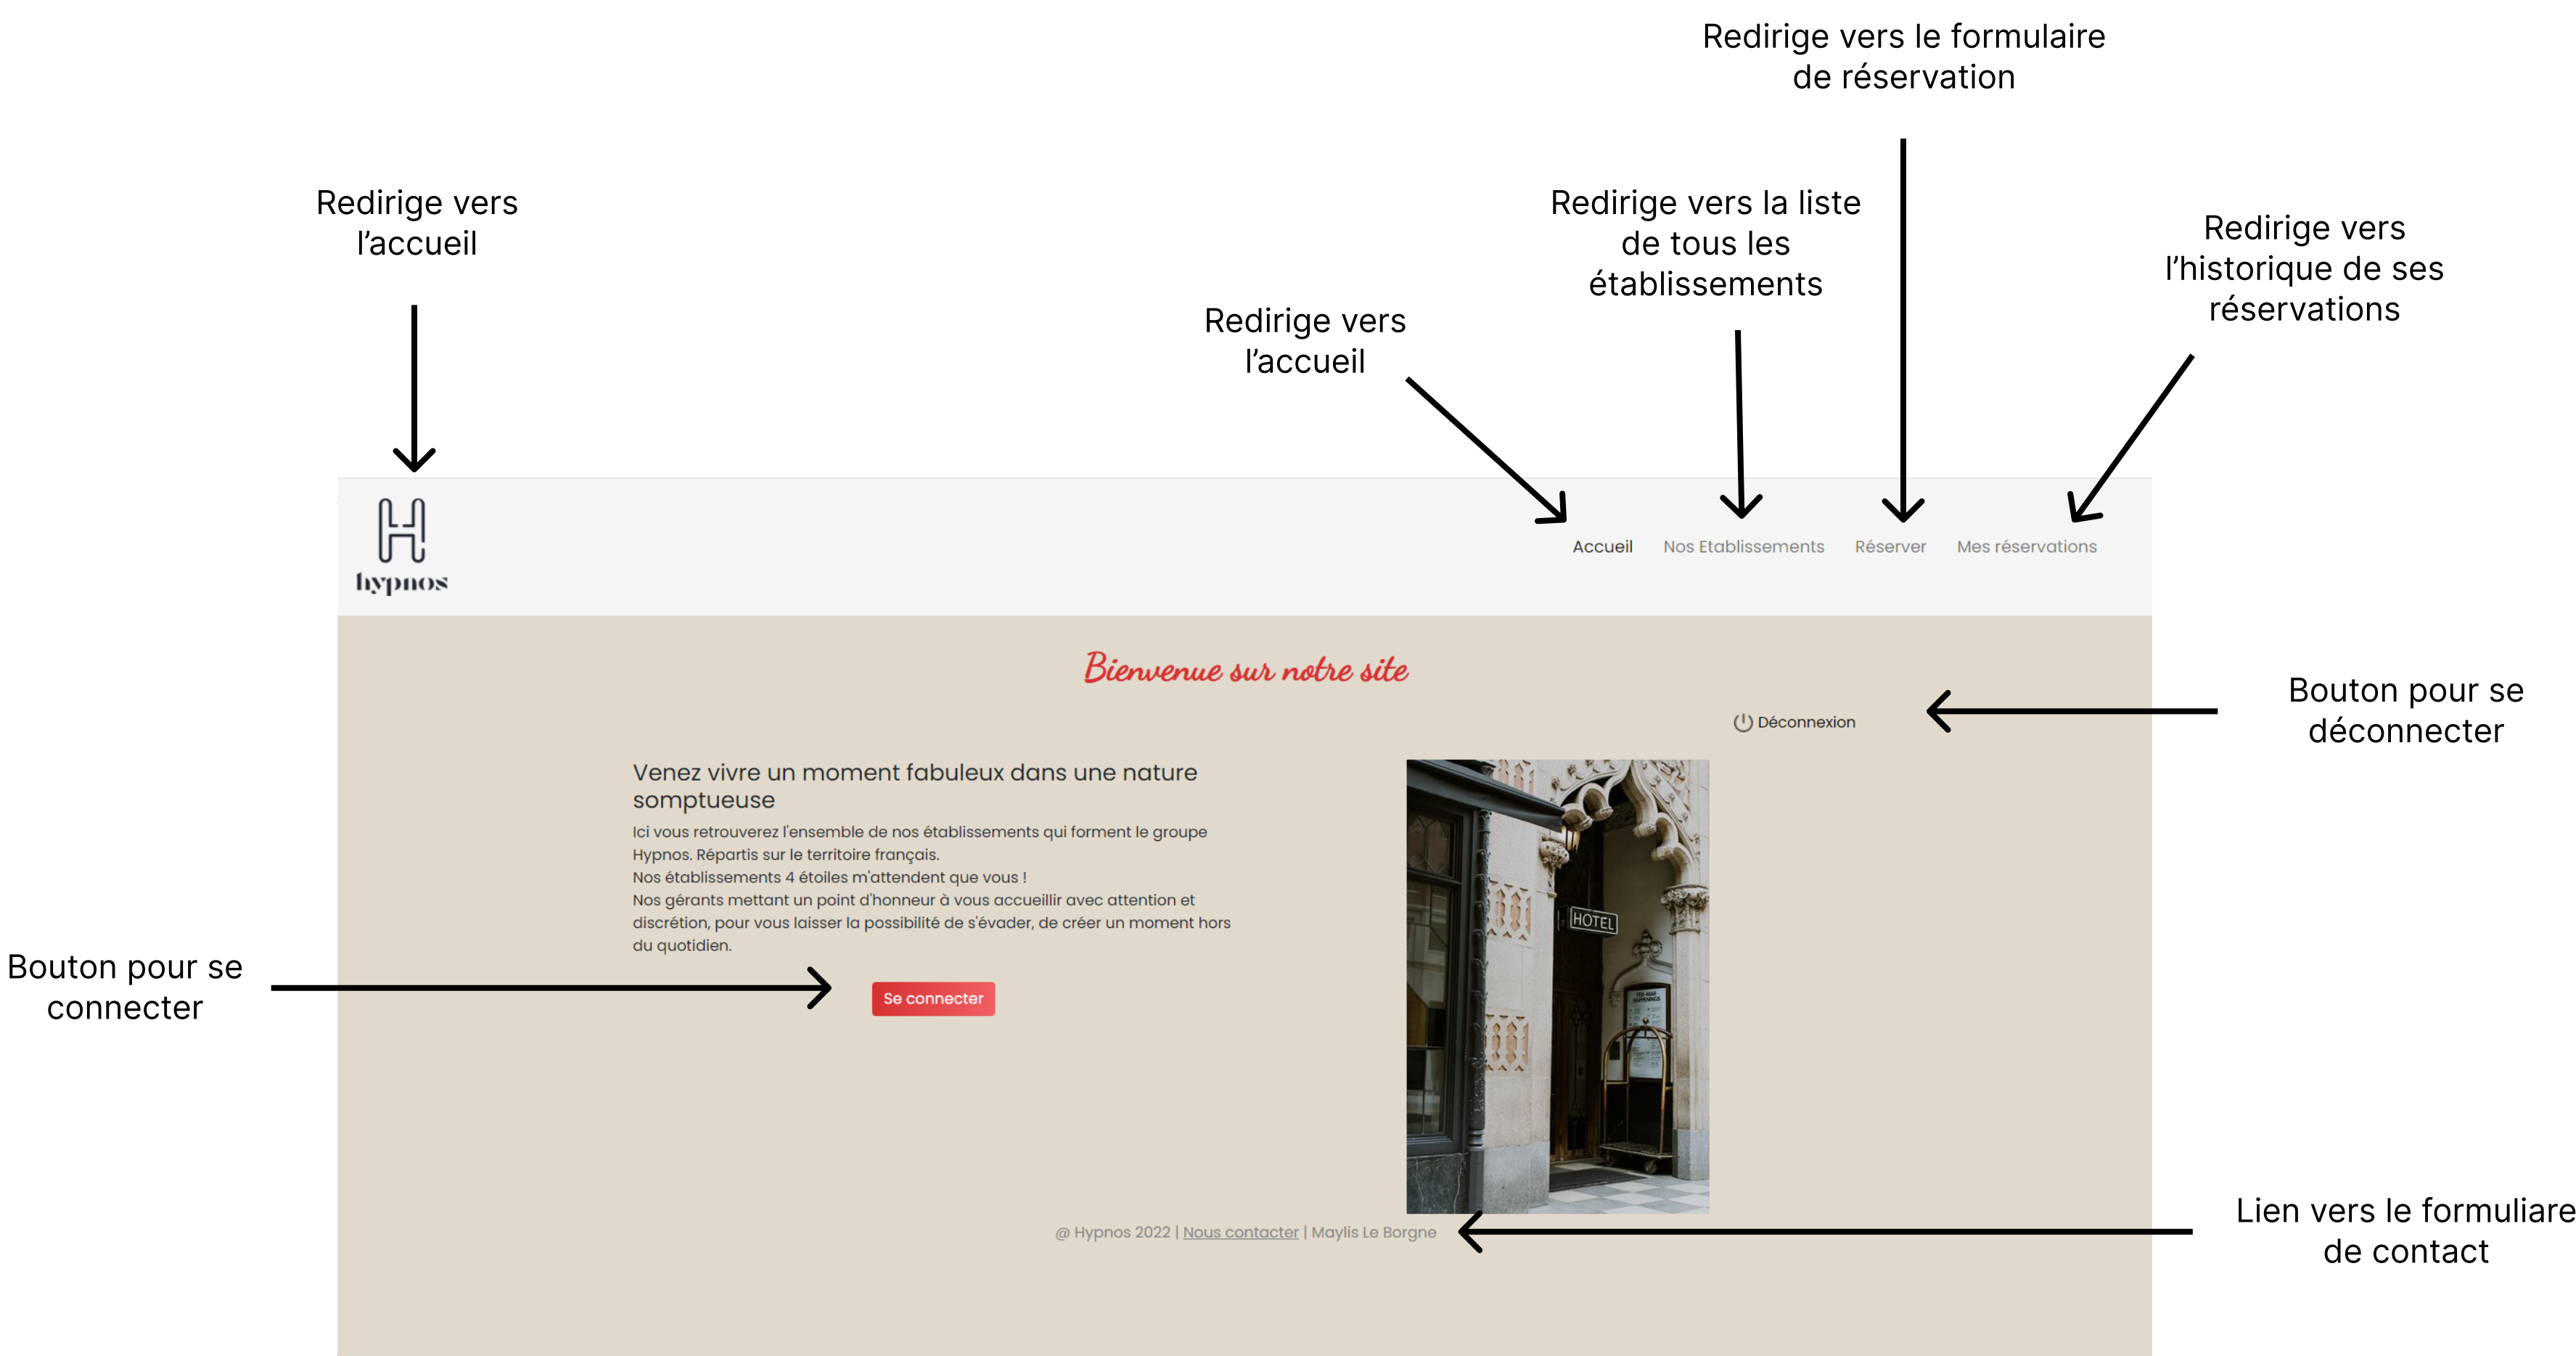 Redirige vers le formulaire
de réservation
Redirige vers
l’accueil
Redirige vers la liste
de tous les
établissements
Redirige vers
l’historique de ses
réservations
Redirige vers
l’accueil
hypnos
Accueil
Nos Etablissements
Réserver
Mes réservations
Bienvenue sur notre site
Déconnexion
Bouton pour se
déconnecter
Venez vivre un moment fabuleux dans une nature
somptueuse
Ici vous retrouverez l'ensemble de nos établissements qui forment le groupe
Hypnos. Répartis sur le territoire français.
Nos établissements 4 étoiles m'attendent que vous !
Nos gérants mettant un point d'honneur à vous accueillir avec attention et
discrétion, pour vous laisser la possibilité de s'évader, de créer un moment hors
du quotidien.
HOTEL
Bouton pour se
connecter
Se connecter
@ Hypnos 2022 | Nous contacter | Maylis Le Borgne
Lien vers le formuliare
de contact